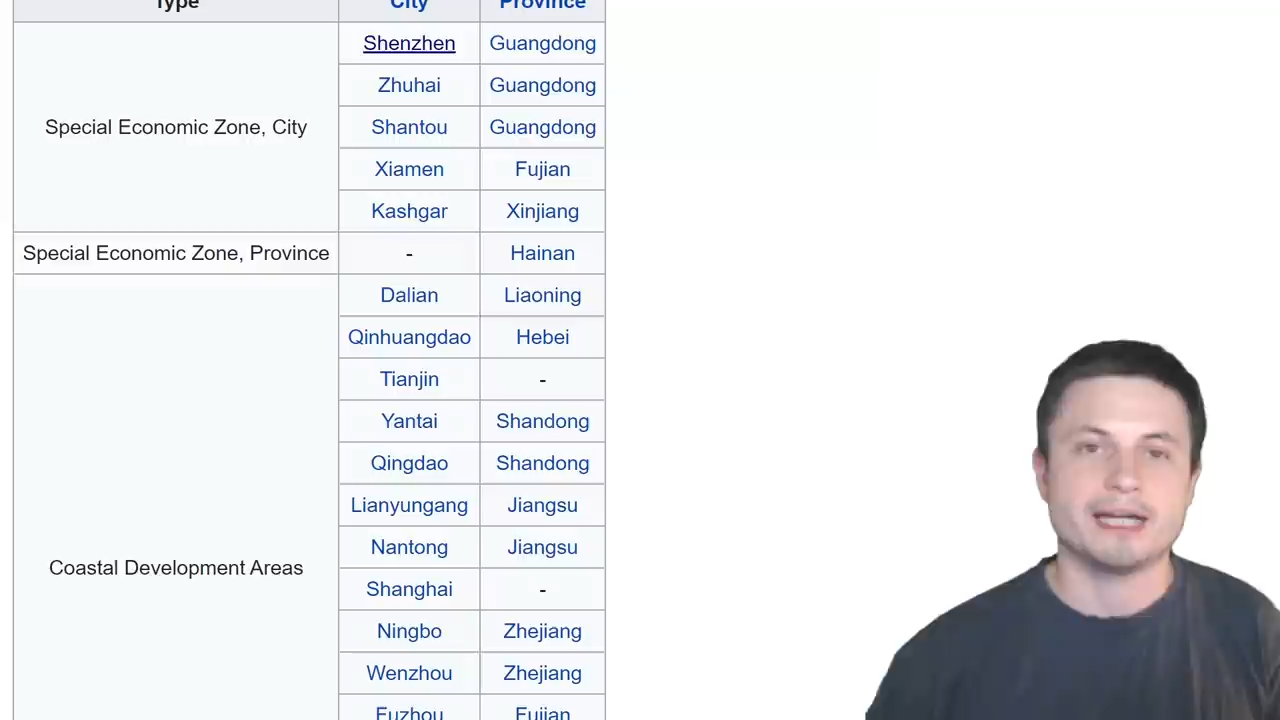 Type City Province
Special Economic Zone, City
Shenzhen Guangdong
Zhuhai Guangdong
Shantou Guangdong
Xiamen Fujian
Kashgar Xinjiang
Special Economic Zone, Province - Hainan
Coastal Development Areas
Dalian Liaoning
Qinhuangdao Hebei
Tianjin -
Yantai Shandong
Qingdao Shandong
Lianyungang Jiangsu
Nantong Jiangsu
Shanghai -
Ningbo Zhejiang
Wenzhou Zhejiang
Fuzhou Fujian